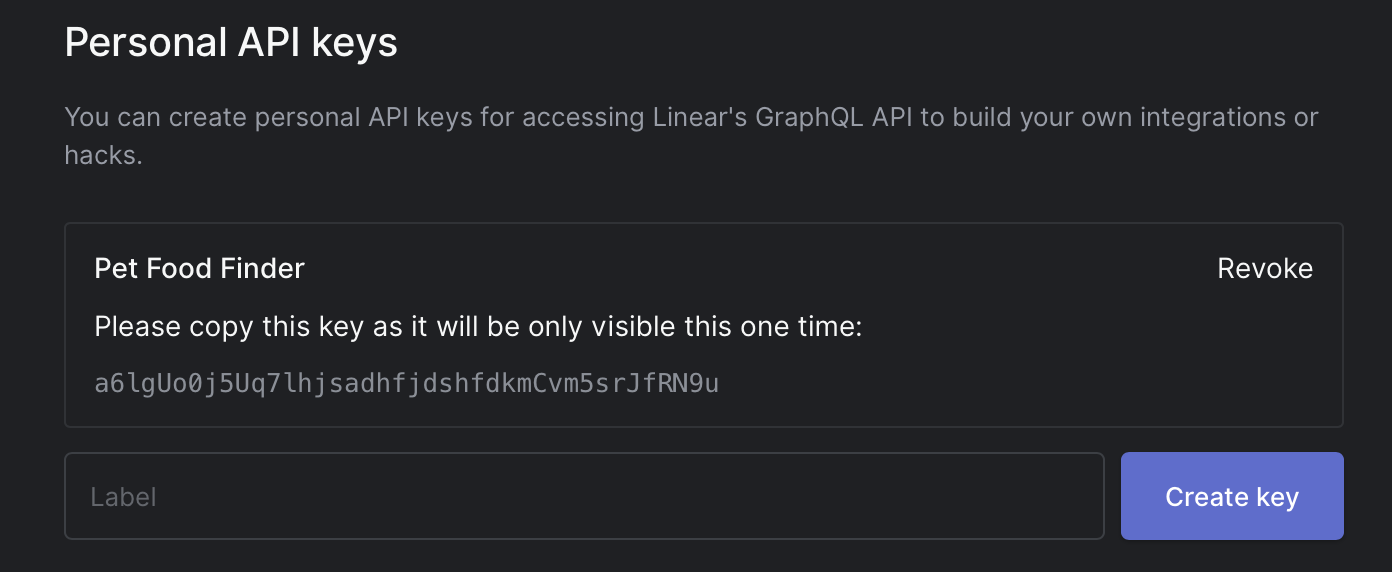 Personal API keys
You can create personal API keys for accessing Linear's GraphQL API to build your own integrations or
hacks.
Pet Food Finder
Revoke
Please copy this key as it will be only visible this one time:
a6lgUo0j5Uq7lhjsadhfjdshfdkmCvm5srJfRN9u
Label
Create key